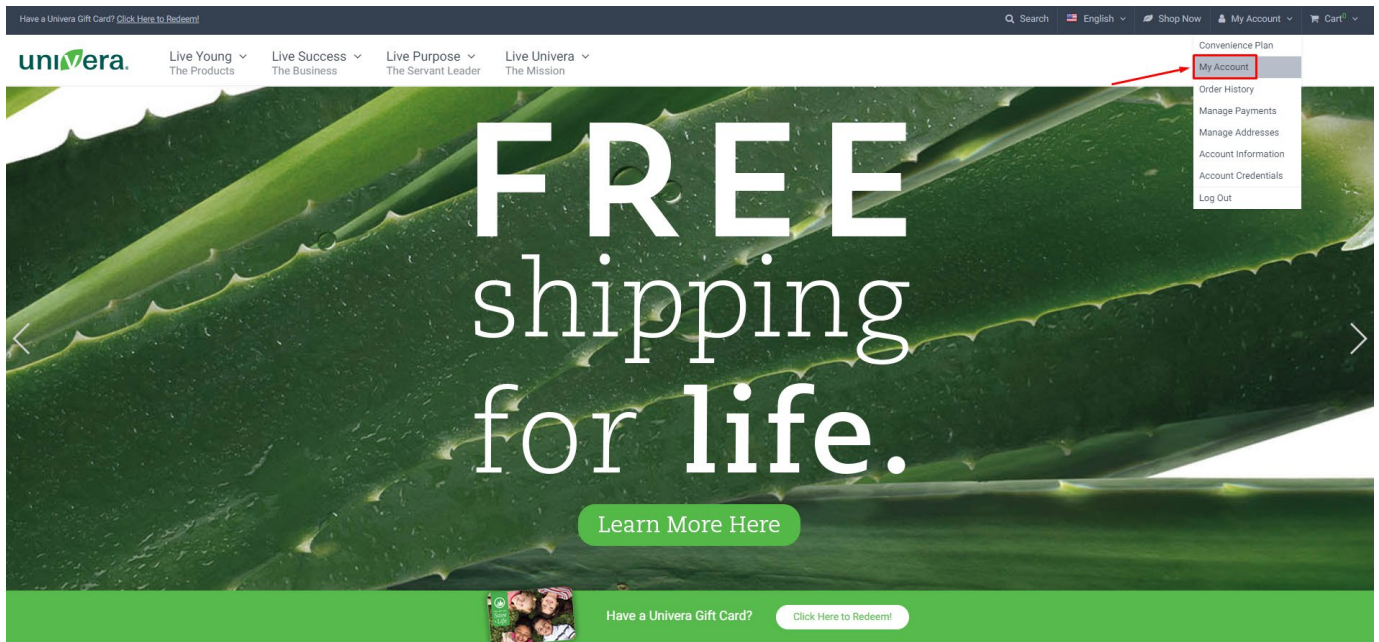 Have a Univera Gift Card? Click Here to Redeem!
Search English Shop Now My Account Cart0
univera.
Live Young
The Products
Live Success
The Business
Live Purpose
The Servant Leader
Live Univera
The Mission
Convenience Plan
My Account
Order History
Manage Payments
Manage Addresses
Account Information
Account Credentials
Log Out
FREE
shipping
for life.
Learn More Here
Have a Univera Gift Card?
Click Here to Redeem!